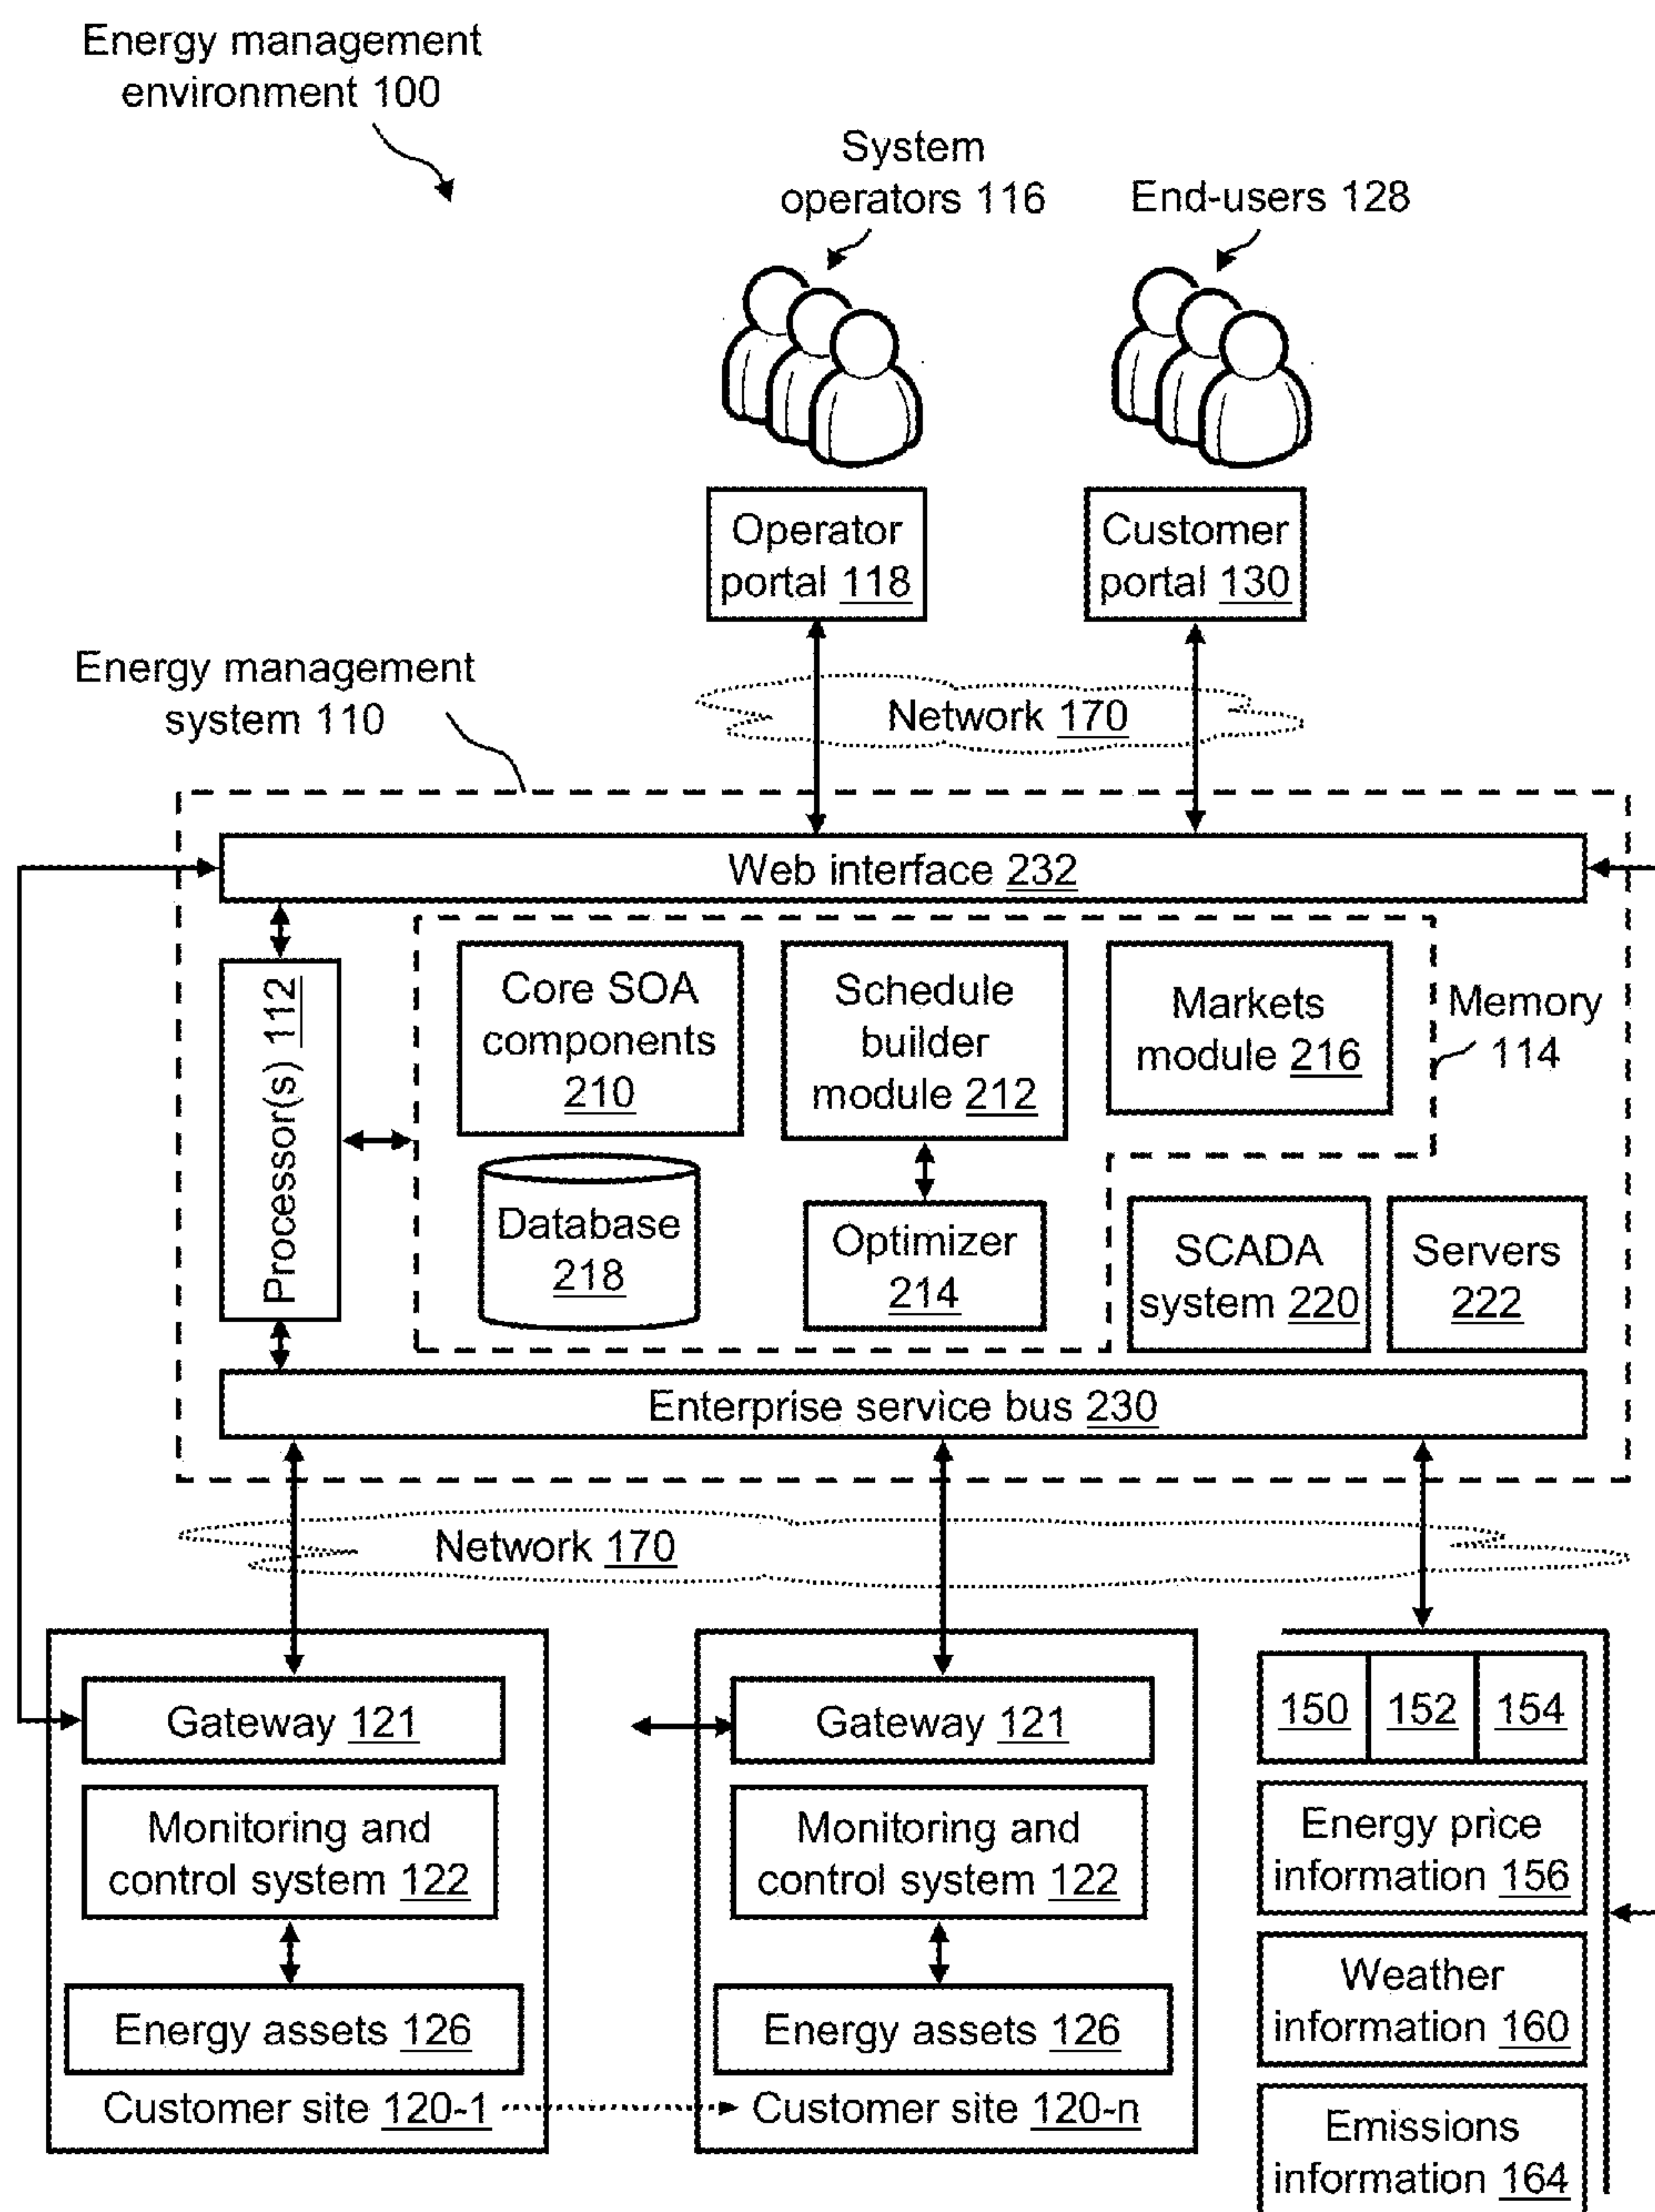 Energy management
environment 100
System
operators 116
End-users 128
Operator
portal 118
Customer
portal 130
Energy management
system 110
Network 170
Web interface 232
Processor(s) 112
Core SOA
components
210
Schedule
builder
module 212
Markets
module 216
Memory
114
Database
218
Optimizer
214
SCADA
system 220
Servers
222
Enterprise service bus 230
Network 170
Gateway 121
Monitoring and
control system 122
Energy assets 126
Customer site 120-1
Gateway 121
Monitoring and
control system 122
Energy assets 126
Customer site 120-n
150 152 154
Energy price
information 156
Weather
information 160
Emissions
information 164